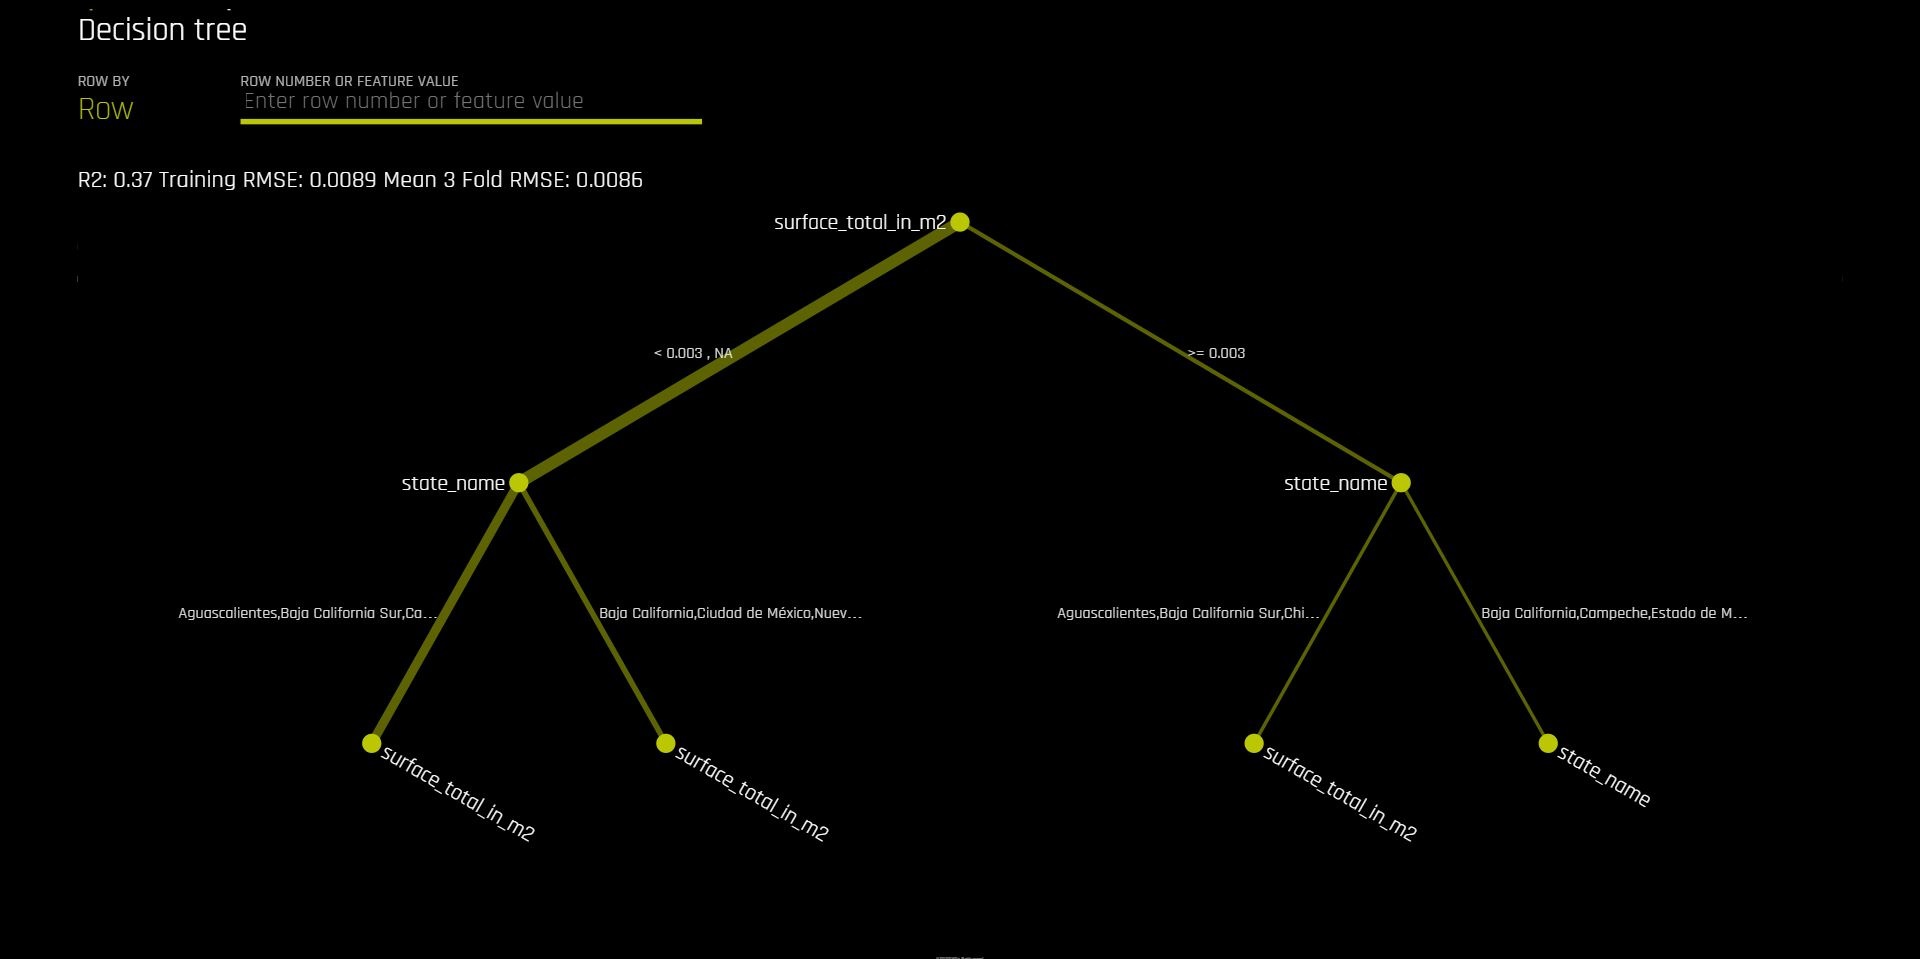 Decision tree
ROW BY
ROW NUMBER OR FEATURE VALUE
Row
Enter row number or feature value
R2: 0.37 Training RMSE: 0.0089 Mean 3 Fold RMSE: 0.0086
surface_total_in_m2
< 0.003 , NA
>= 0.003
state_name
state_name
Aguascalientes,Baja California Sur,Ca...
Baja California,Ciudad de México,Nuev...
Aguascalientes,Baja California Sur,Chi...
Baja California,Campeche,Estado de M...
surface_total_in_m2
surface_total_in_m2
surface_total_in_m2
state_name